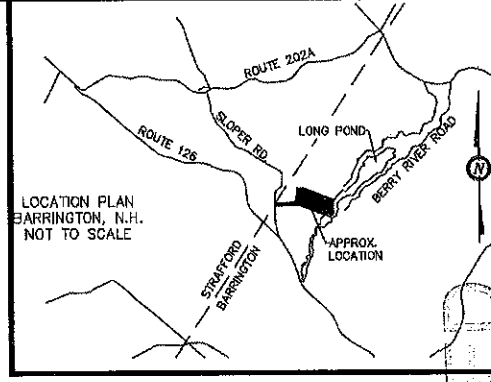 ROUTE 202A
SLOPER RD.
LONG POND
BERRY RIVER ROAD
ROUTE 126
N
LOCATION PLAN
BARRINGTON, N.H.
NOT TO SCALE
APPROX.
LOCATION
STRAFFORD
BARRINGTON